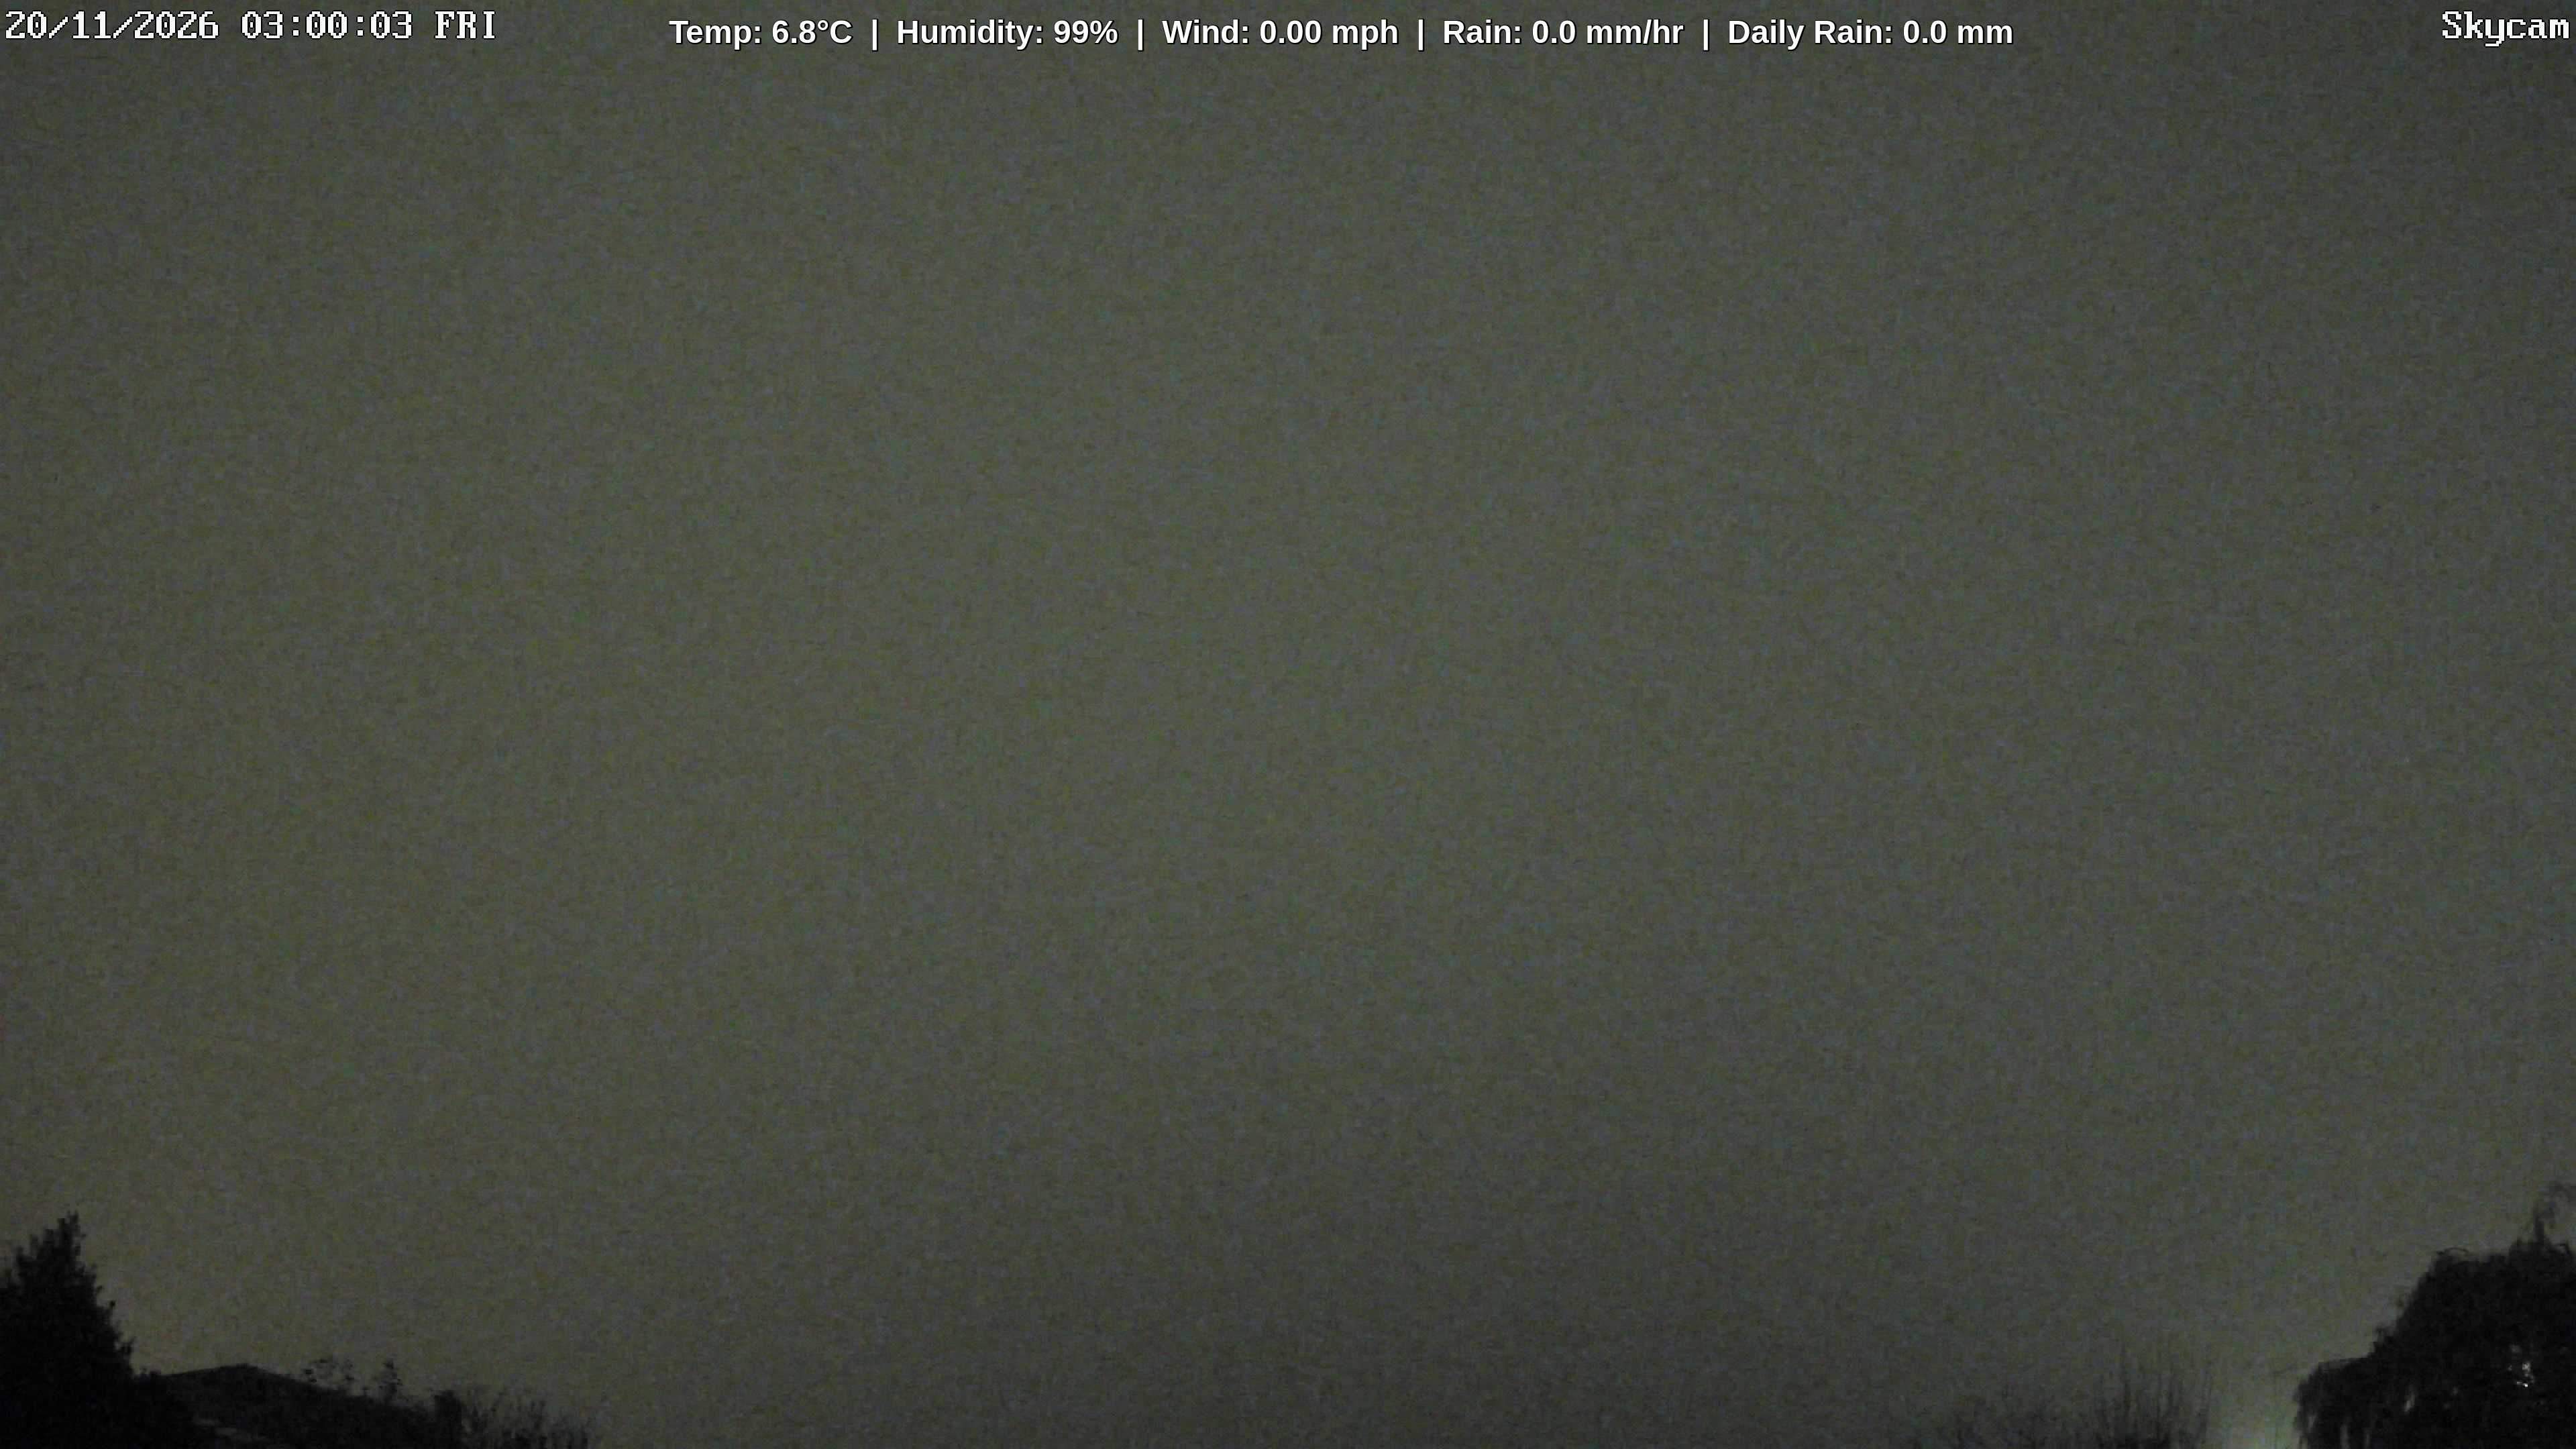 20/11/2026 03:00:03 FRI
Temp: 6.8°C | Humidity: 99% | Wind: 0.00 mph | Rain: 0.0 mm/hr | Daily Rain: 0.0 mm
Skycam